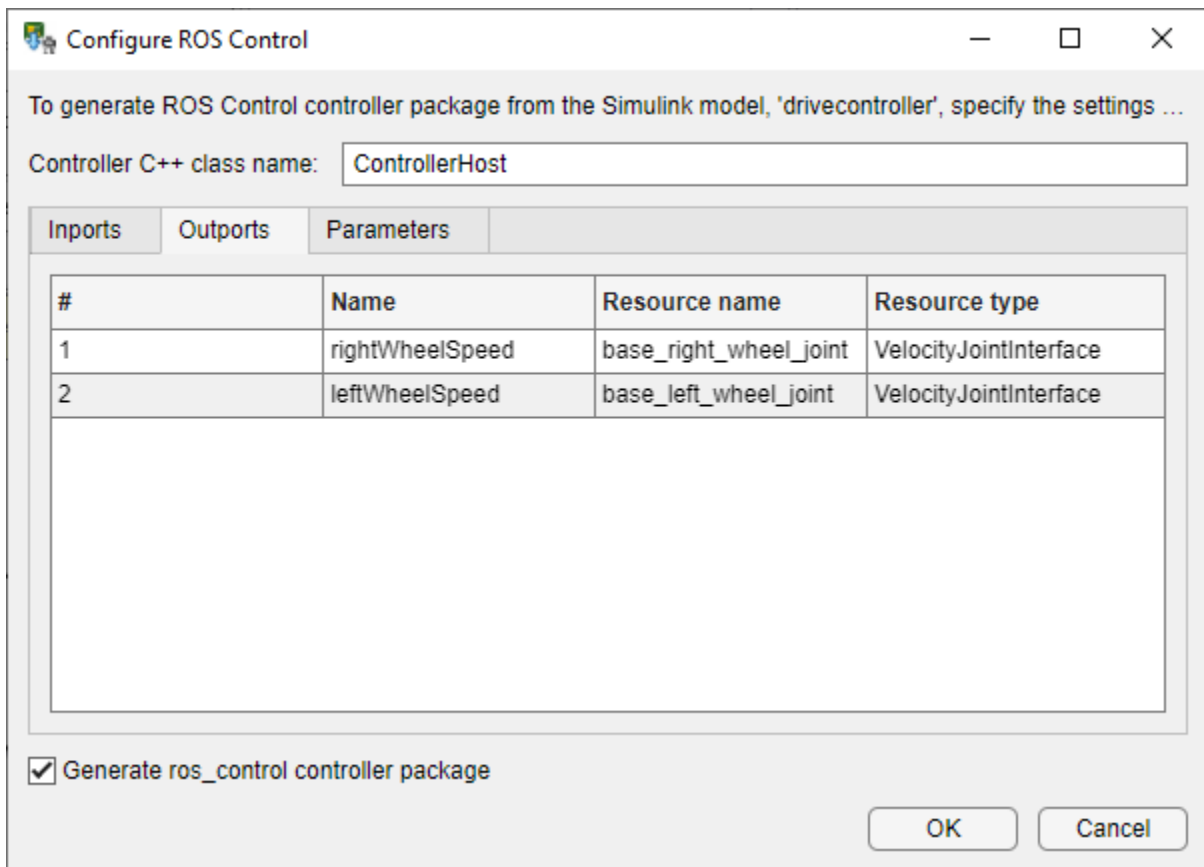 Configure ROS Control
To generate ROS Control controller package from the Simulink model, 'drivecontroller', specify the settings ...
Controller C++ class name: ControllerHost
Inports Outports Parameters
# Name Resource name Resource type
1 rightWheelSpeed base_right_wheel_joint VelocityJointInterface
2 leftWheelSpeed base_left_wheel_joint VelocityJointInterface
Generate ros_control controller package
OK Cancel